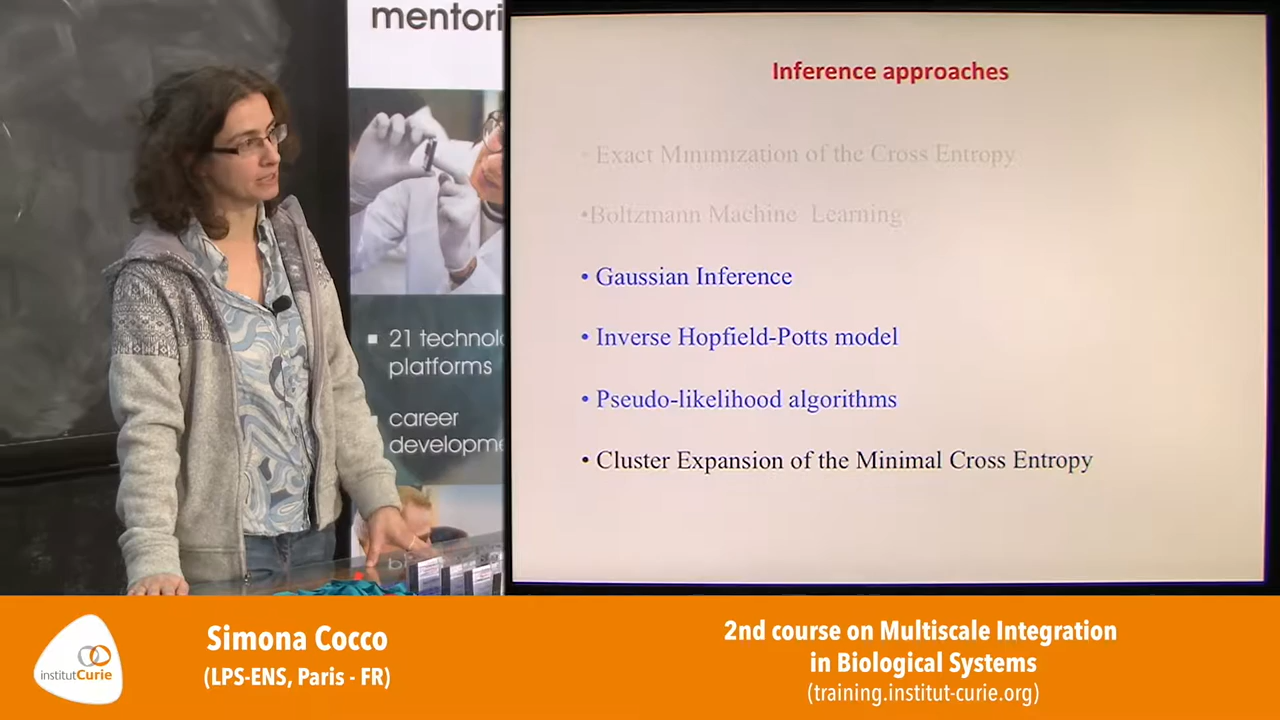 mentori
Inference approaches
• Exact Minimization of the Cross Entropy
•Boltzmann Machine Learning
• Gaussian Inference
• Inverse Hopfield-Potts model
• Pseudo-likelihood algorithms
• Cluster Expansion of the Minimal Cross Entropy
▪ 21 technolo
platforms
▪ career
developme
institutCurie
Simona Cocco
(LPS-ENS, Paris - FR)
2nd course on Multiscale Integration
in Biological Systems
(training.institut-curie.org)